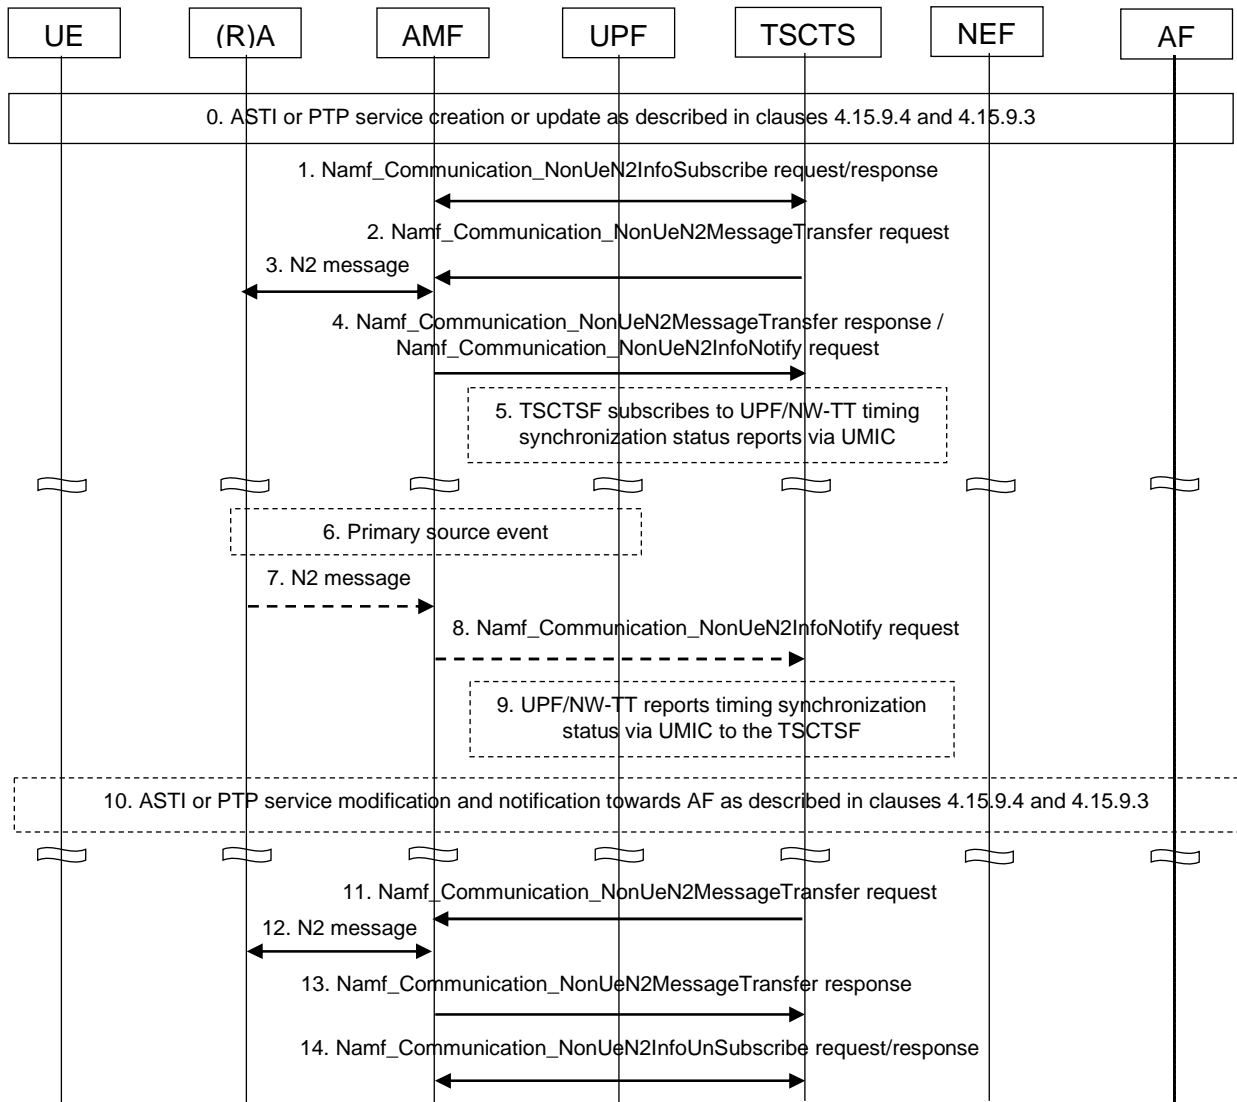 UE
(R)A
AMF
UPF
TSCTS
NEF
AF
0. ASTI or PTP service creation or update as described in clauses 4.15.9.4 and 4.15.9.3
1. Namf_Communication_NonUeN2InfoSubscribe request/response
2. Namf_Communication_NonUeN2MessageTransfer request
3. N2 message
4. Namf_Communication_NonUeN2MessageTransfer response /
Namf_Communication_NonUeN2InfoNotify request
5. TSCTSF subscribes to UPF/NW-TT timing
synchronization status reports via UMIC
6. Primary source event
7. N2 message
8. Namf_Communication_NonUeN2InfoNotify request
9. UPF/NW-TT reports timing synchronization
status via UMIC to the TSCTSF
10. ASTI or PTP service modification and notification towards AF as described in clauses 4.15.9.4 and 4.15.9.3
11. Namf_Communication_NonUeN2MessageTransfer request
12. N2 message
13. Namf_Communication_NonUeN2MessageTransfer response
14. Namf_Communication_NonUeN2InfoUnSubscribe request/response